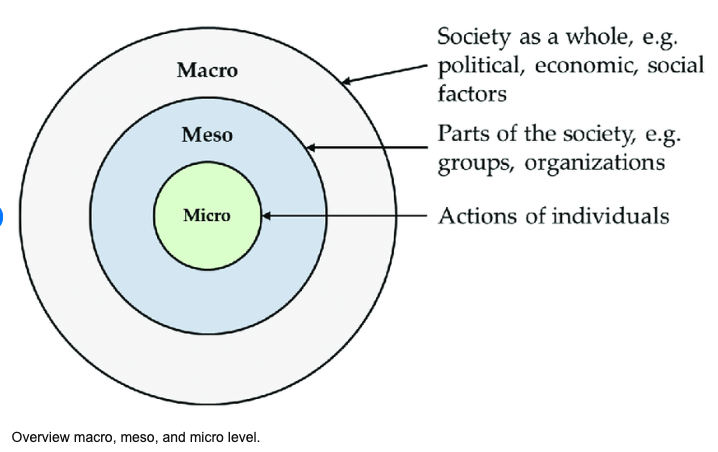 Macro
Society as a whole, e.g.
political, economic, social
factors
Meso
Parts of the society, e.g.
groups, organizations
Micro
Actions of individuals
Overview macro, meso, and micro level.